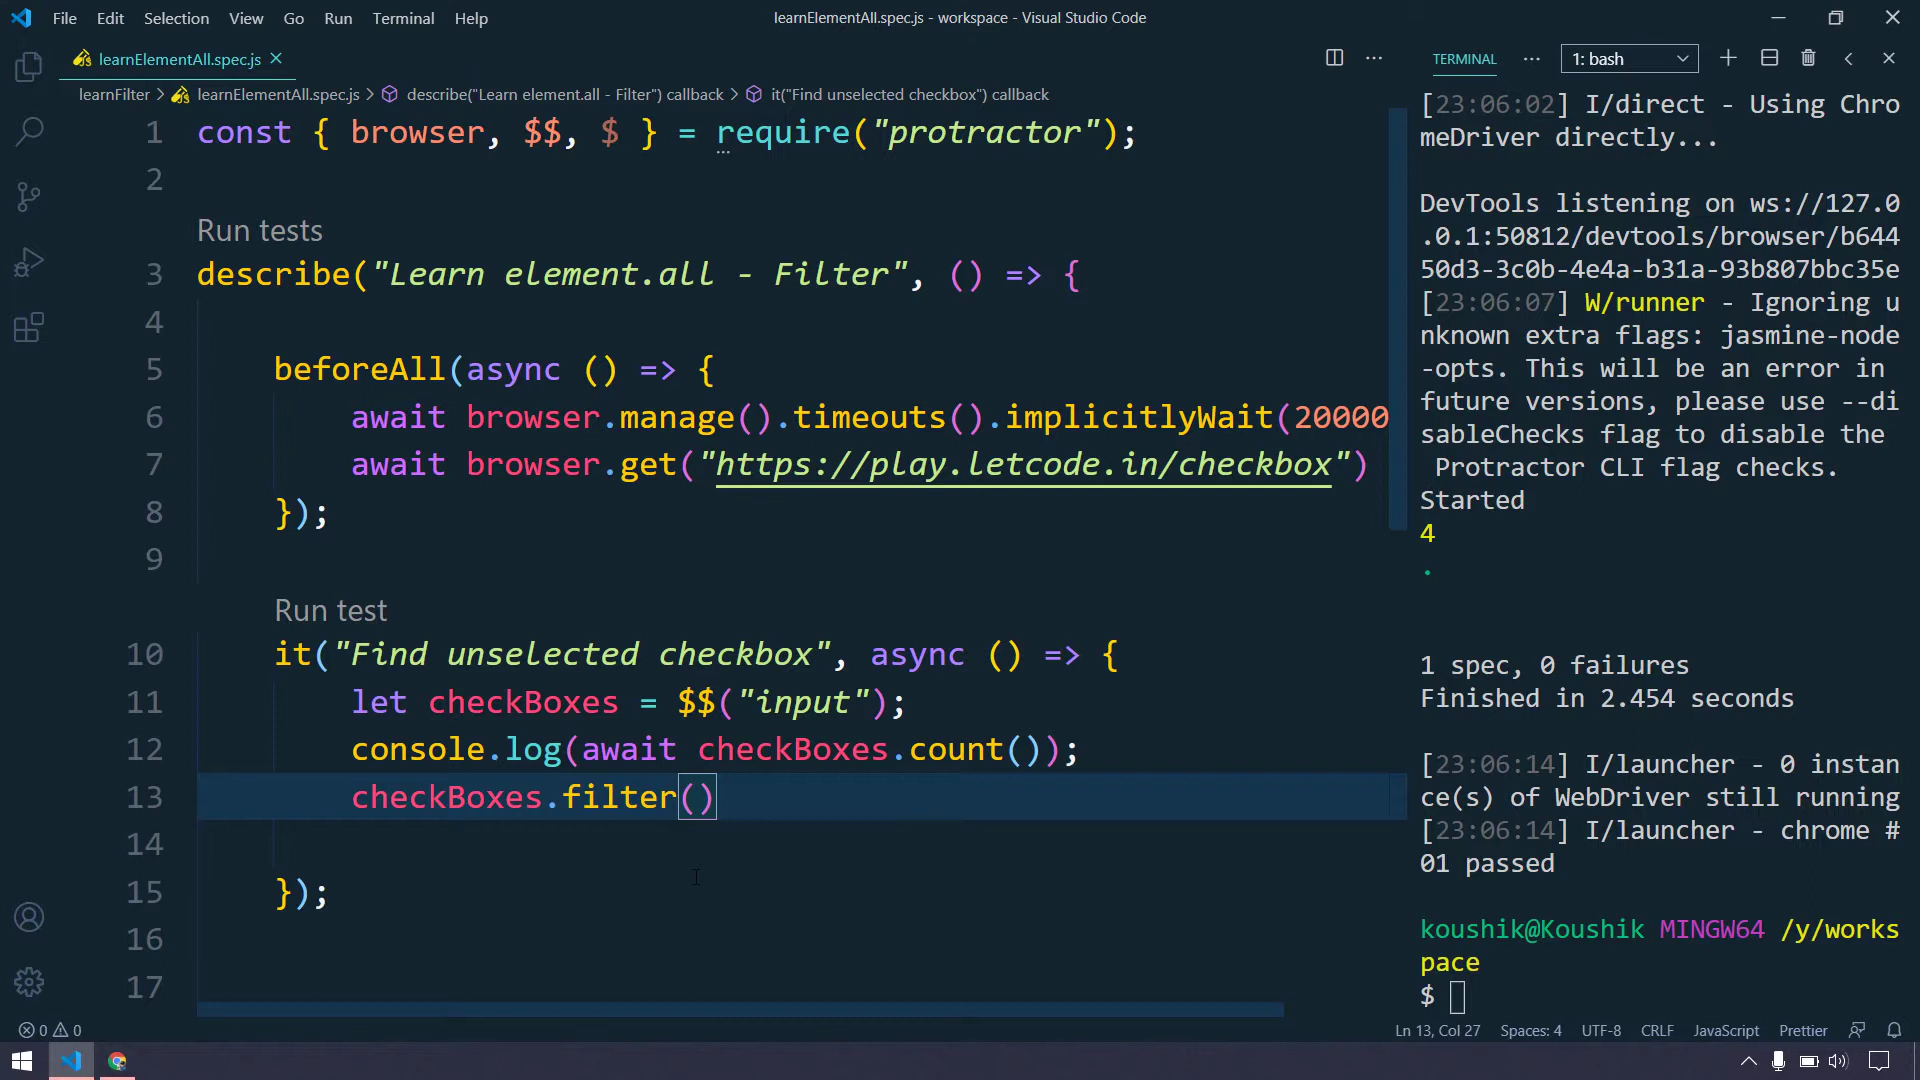 File Edit Selection View Go Run Terminal Help
learnElementAll.spec.js - workspace - Visual Studio Code
learnElementAll.spec.js
learnFilter > learnElementAll.spec.js > describe("Learn element.all - Filter") callback > it("Find unselected checkbox") callback
1 const { browser, $$, $ } = require("protractor");
2
Run tests
3 describe("Learn element.all - Filter", () => {
4
5 beforeAll(async () => {
6 await browser.manage().timeouts().implicitlyWait(20000
7 await browser.get("https://play.letcode.in/checkbox")
8 });
9
Run test
10 it("Find unselected checkbox", async () => {
11 let checkBoxes = $$("input");
12 console.log(await checkBoxes.count());
13 checkBoxes.filter()
14
15 });
16
17
TERMINAL ··· 1: bash
[23:06:02] I/direct - Using Chro
meDriver directly...
DevTools listening on ws://127.0
.0.1:50812/devtools/browser/b644
50d3-3c0b-4e4a-b31a-93b807bbc35e
[23:06:07] W/runner - Ignoring u
nknown extra flags: jasmine-node
-opts. This will be an error in
future versions, please use --di
sableChecks flag to disable the
Protractor CLI flag checks.
Started
4
.
1 spec, 0 failures
Finished in 2.454 seconds
[23:06:14] I/launcher - 0 instan
ce(s) of WebDriver still running
[23:06:14] I/launcher - chrome #
01 passed
koushik@Koushik MINGW64 /y/works
pace
$
0 0
Ln 13, Col 27 Spaces: 4 UTF-8 CRLF JavaScript Prettier